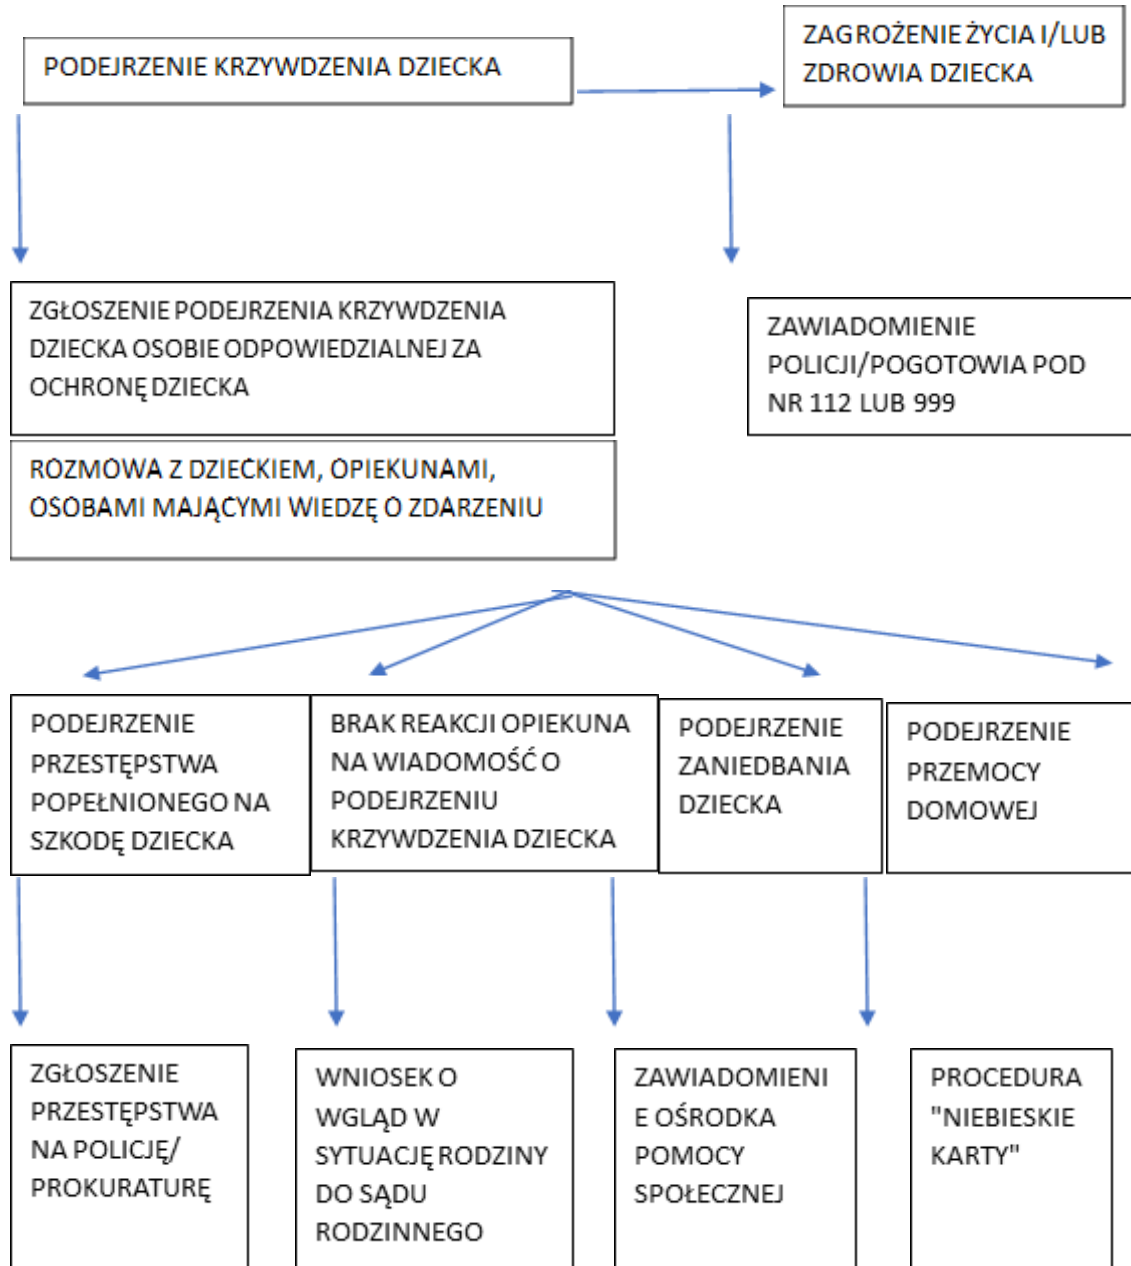 PODEJRZENIE KRZYWDZENIA DZIECKA
ZAGROŻENIE ŻYCIA I/LUB
ZDROWIA DZIECKA
ZGŁOSZENIE PODEJRZENIA KRZYWDZENIA
DZIECKA OSOBIE ODPOWIEDZIALNEJ ZA
OCHRONĘ DZIECKA
ZAWIADOMIENIE
POLICJI/POGOTOWIA POD
NR 112 LUB 999
ROZMOWA Z DZIECKIEM, OPIEKUNAMI,
OSOBAMI MAJĄCYMI WIEDZĘ O ZDARZENIU
PODEJRZENIE
PRZESTĘPSTWA
POPEŁNIONEGO NA
SZKODĘ DZIECKA
BRAK REAKCJI OPIEKUNA
NA WIADOMOŚĆ O
PODEJRZENIU
KRZYWDZENIA DZIECKA
PODEJRZENIE
ZANIEDBANIA
DZIECKA
PODEJRZENIE
PRZEMOCY
DOMOWEJ
ZGŁOSZENIE
PRZESTĘPSTWA
NA POLICJĘ/
PROKURATURĘ
WNIOSEK O
WGLĄD W
SYTUACJĘ RODZINY
DO SĄDU
RODZINNEGO
ZAWIADOMIENI
E OŚRODKA
POMOCY
SPOŁECZNEJ
PROCEDURA
"NIEBIESKIE
KARTY"